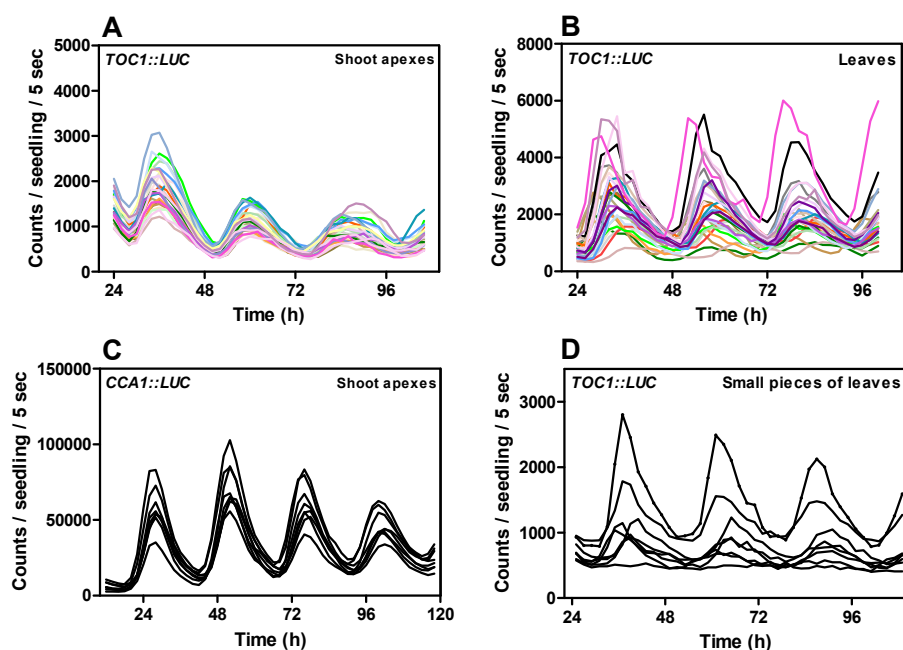 A
TOC1::LUC Shoot apexes
Counts / seedling / 5 sec
5000
4000
3000
2000
1000
0
24 48 72 96
Time (h)
B
TOC1::LUC Leaves
Counts / seedling / 5 sec
8000
6000
4000
2000
0
24 48 72 96
Time (h)
C
CCA1::LUC Shoot apexes
Counts / seedling / 5 sec
150000
100000
50000
0
24 48 72 96 120
Time (h)
D
TOC1::LUC Small pieces of leaves
Counts / seedling / 5 sec
3000
2000
1000
0
24 48 72 96
Time (h)